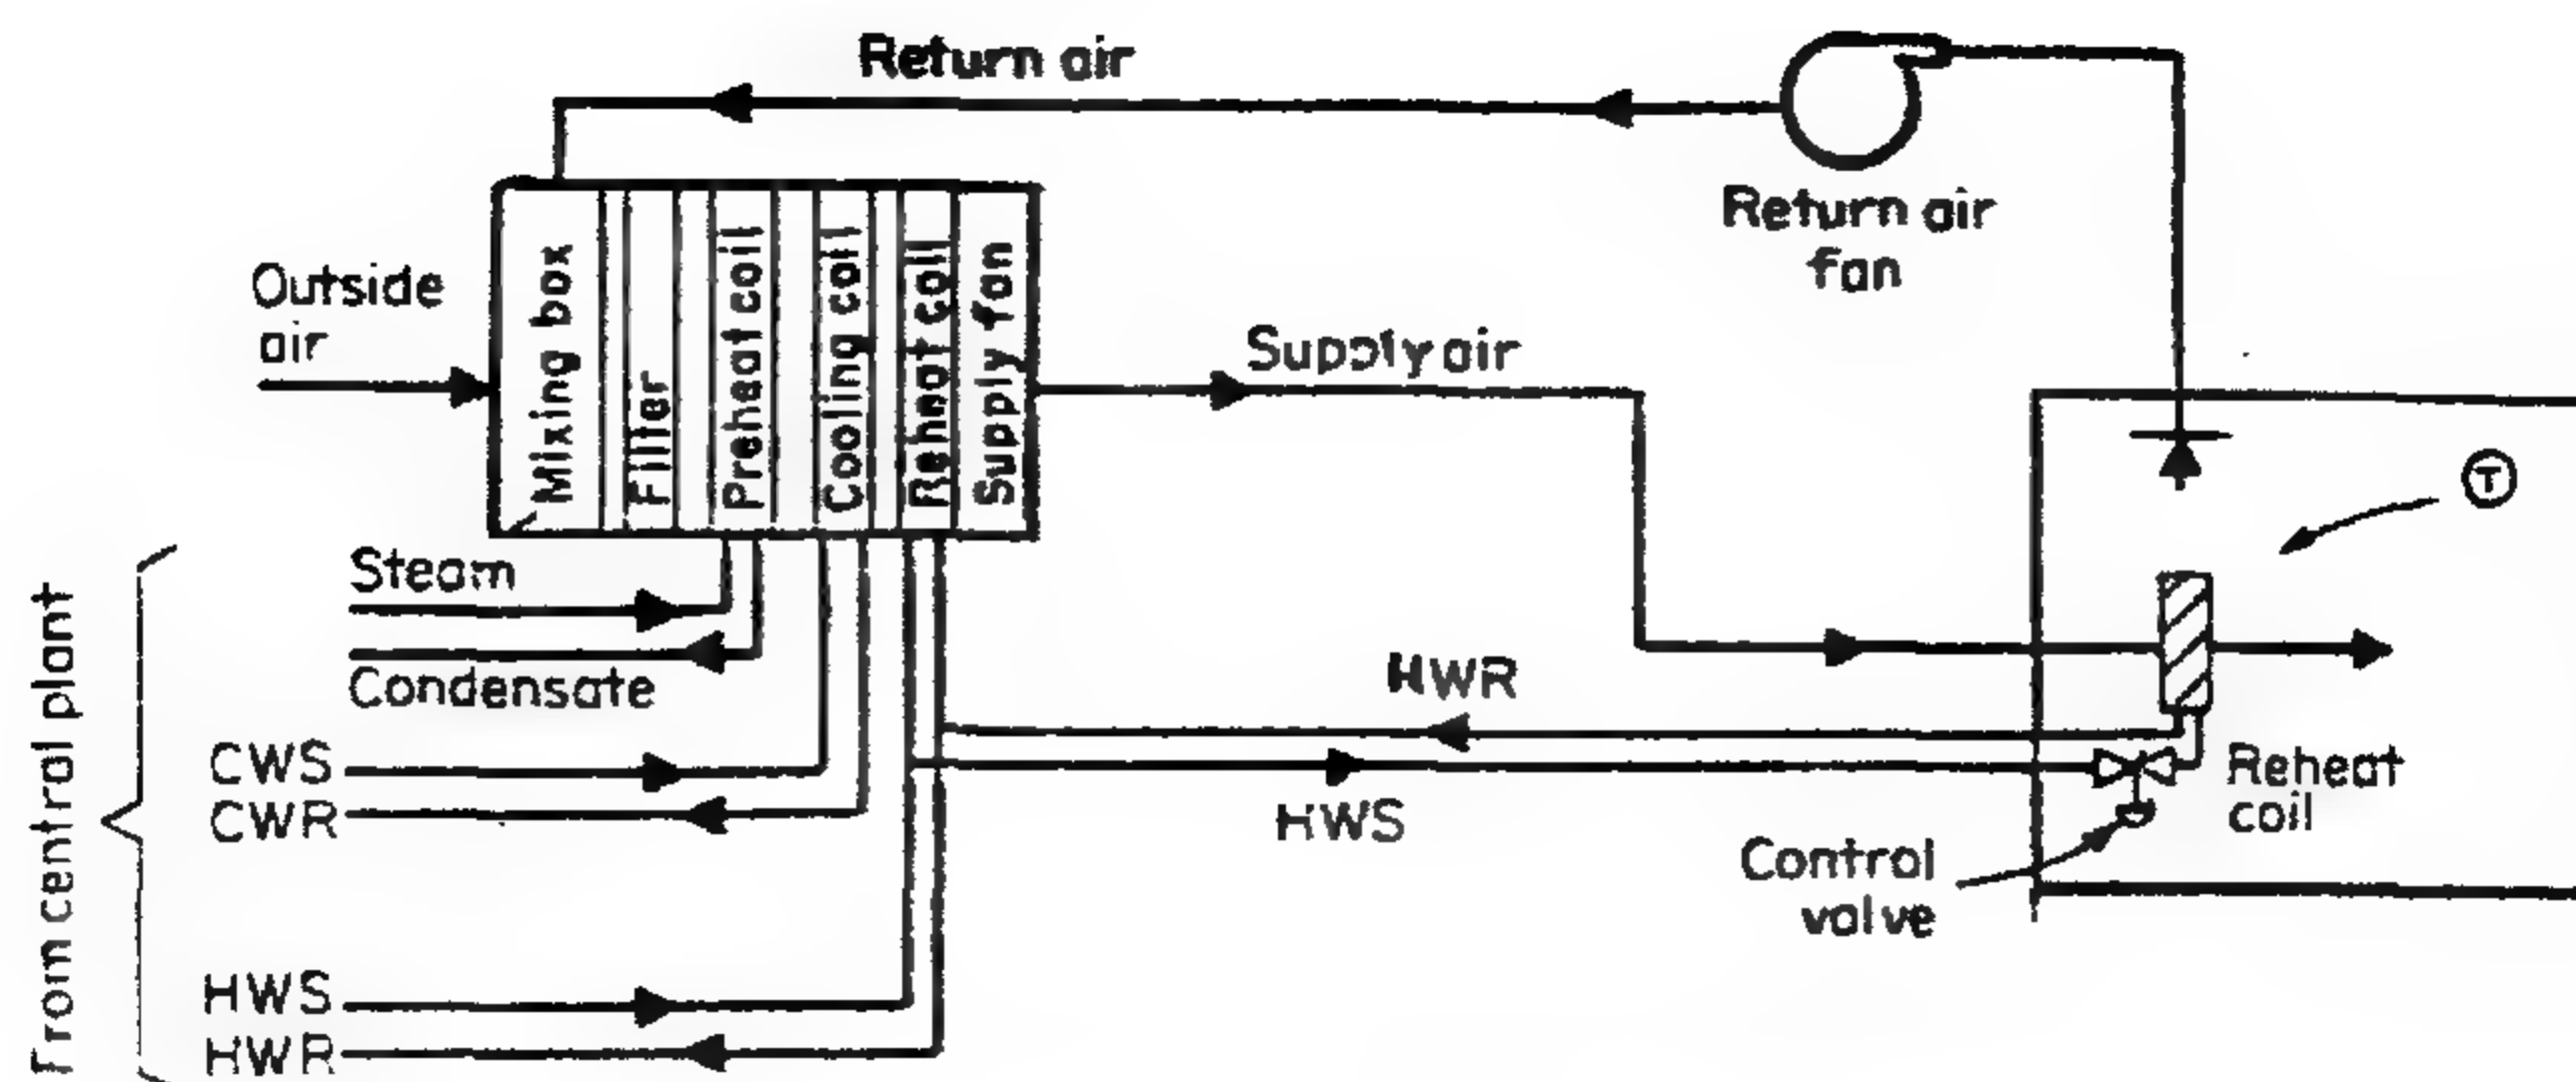 Return air
Return air
fan
Outside
air
Mixing box
Filter
Preheat coil
Cooling coil
Reheat coil
Supply fan
Supply air
T
Steam
Condensate
HWR
CWS
CWR
HWS
Reheat
coil
Control
valve
HWS
HWR
From central plant